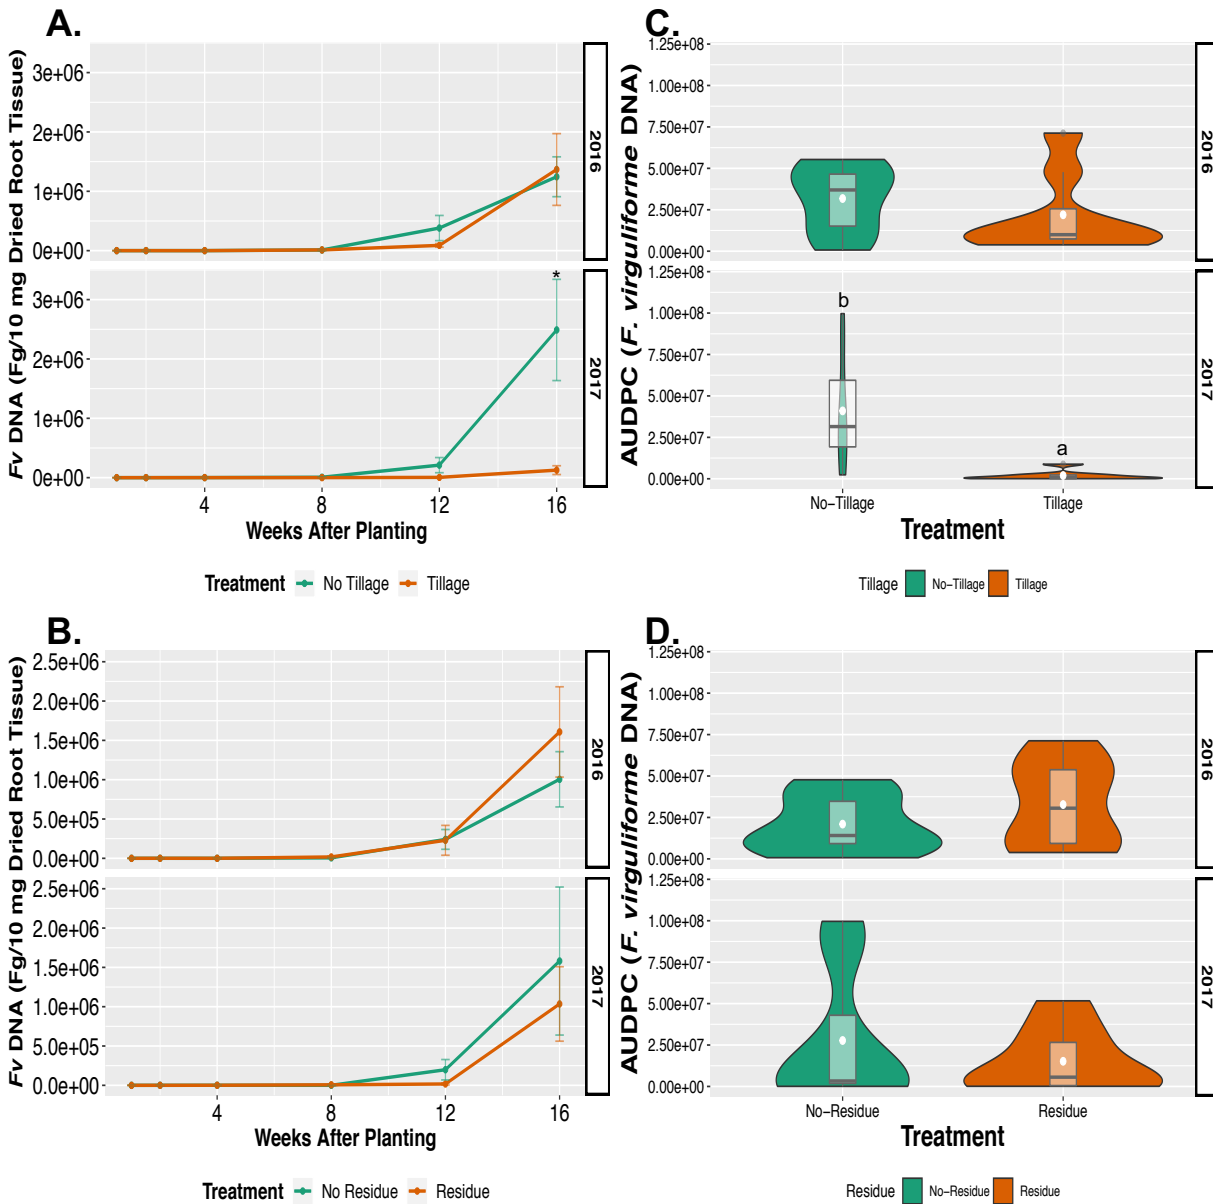 A.
Fv DNA (Fg/10 mg Dried Root Tissue)
3e+06
2e+06
1e+06
0e+00
2016
3e+06
2e+06
1e+06
0e+00
*
2017
4 8 12 16
Weeks After Planting
Treatment No Tillage Tillage
C.
AUDPC (F. virguliforme DNA)
1.25e+08
1.00e+08
7.50e+07
5.00e+07
2.50e+07
0.00e+00
2016
1.25e+08
1.00e+08
7.50e+07
5.00e+07
2.50e+07
0.00e+00
b
a
2017
No-Tillage Tillage
Treatment
Tillage No-Tillage Tillage
B.
Fv DNA (Fg/10 mg Dried Root Tissue)
2.5e+06
2.0e+06
1.5e+06
1.0e+06
5.0e+05
0.0e+00
2016
2.5e+06
2.0e+06
1.5e+06
1.0e+06
5.0e+05
0.0e+00
2017
4 8 12 16
Weeks After Planting
Treatment No Residue Residue
D.
AUDPC (F. virguliforme DNA)
1.25e+08
1.00e+08
7.50e+07
5.00e+07
2.50e+07
0.00e+00
2016
1.25e+08
1.00e+08
7.50e+07
5.00e+07
2.50e+07
0.00e+00
2017
No-Residue Residue
Treatment
Residue No-Residue Residue